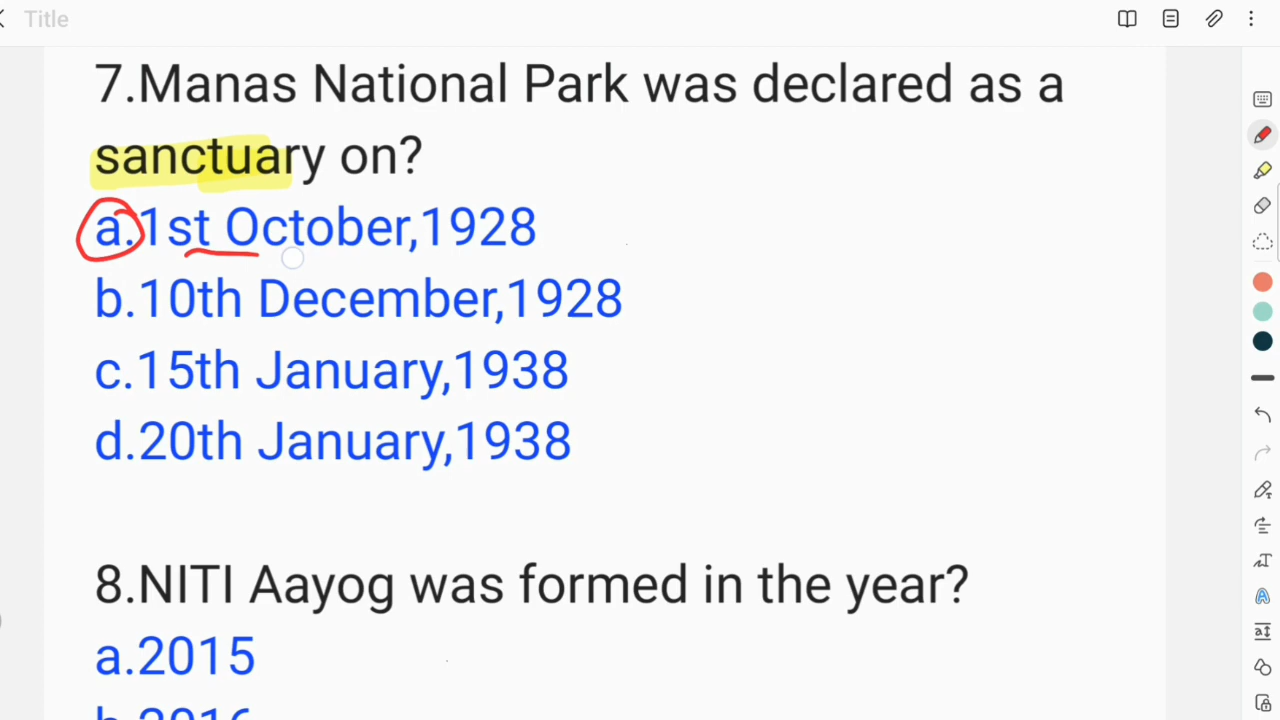 Title
7.Manas National Park was declared as a
sanctuary on?
a.1st October,1928
b.10th December,1928
c.15th January,1938
d.20th January,1938
8.NITI Aayog was formed in the year?
a.2015
b.2016